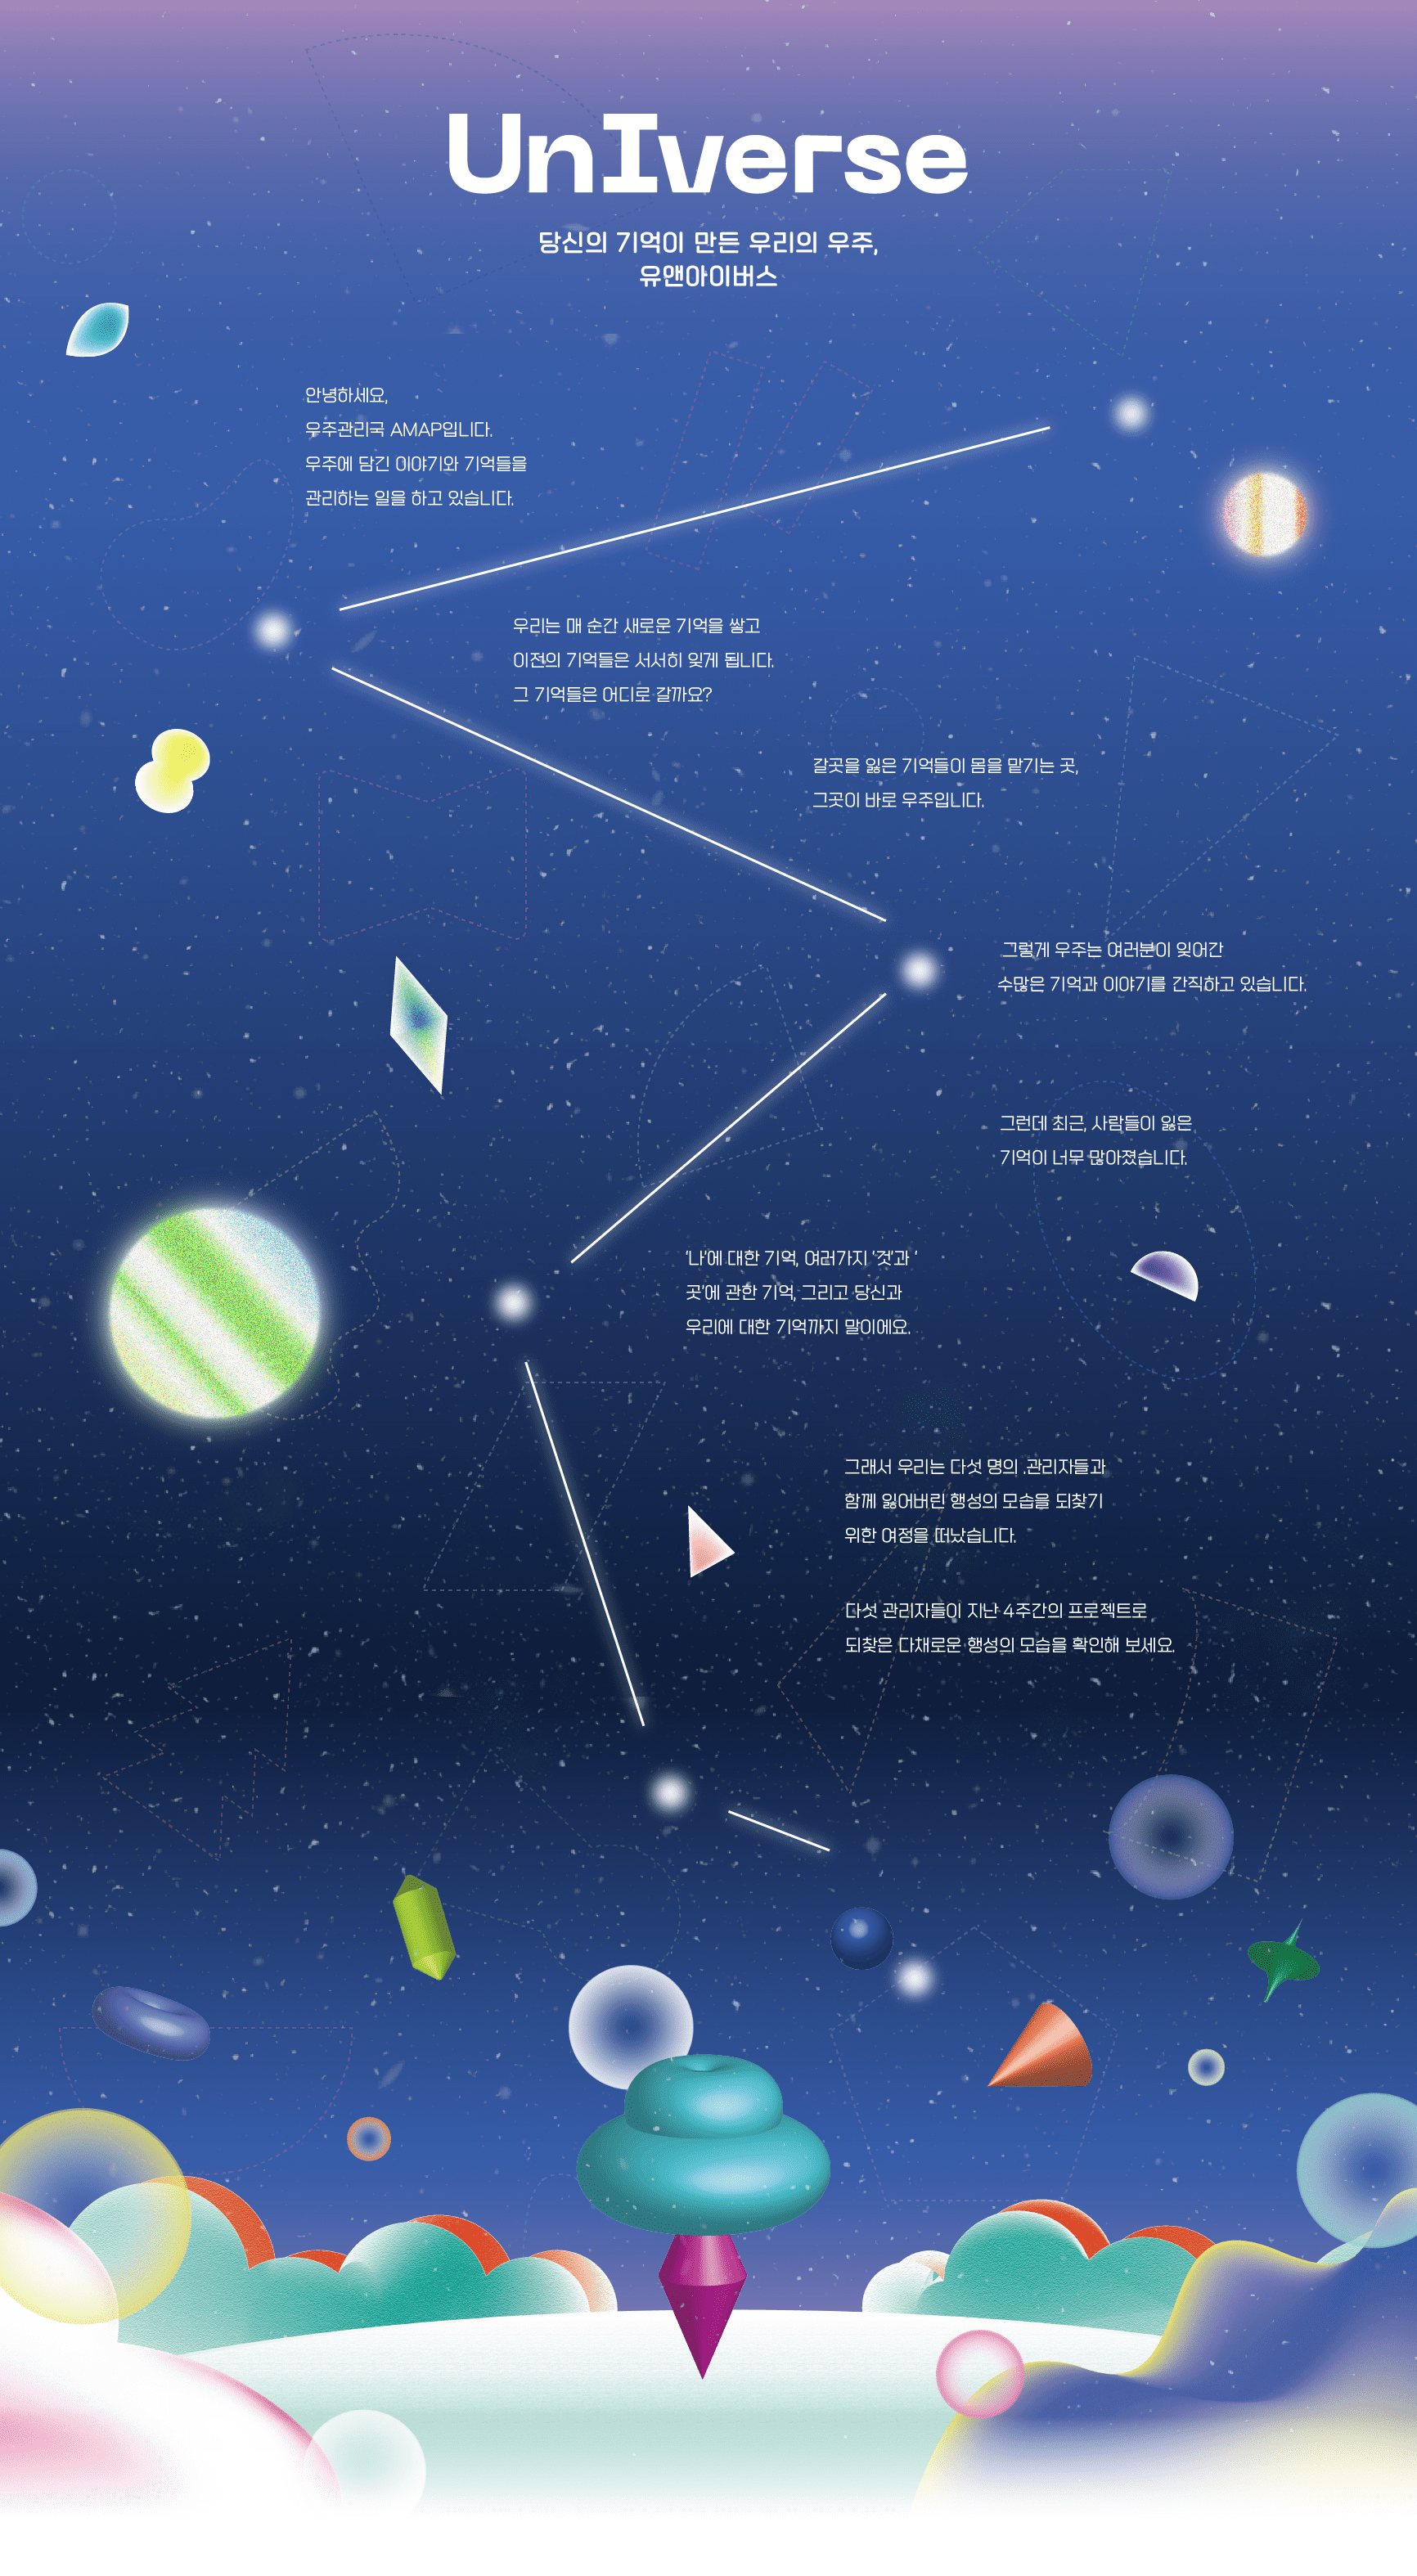 UnIverse
당신의 기억이 만든 우리의 우주,
유앤아이버스
안녕하세요,
우주관리국 AMAP입니다.
우주에 담긴 이야기와 기억들을
관리하는 일을 하고 있습니다.
우리는 매 순간 새로운 기억을 쌓고
이전의 기억들은 서서히 잊게 됩니다.
그 기억들은 어디로 갈까요?
갈곳을 잃은 기억들이 몸을 맡기는 곳,
그곳이 바로 우주입니다.
그렇게 우주는 여러분이 잊어간
수많은 기억과 이야기를 간직하고 있습니다.
그런데 최근, 사람들이 잃은
기억이 너무 많아졌습니다.
'나'에 대한 기억, 여러가지 '것'과 '
곳'에 관한 기억, 그리고 당신과
우리에 대한 기억까지 말이에요.
그래서 우리는 다섯 명의 .관리자들과
함께 잃어버린 행성의 모습을 되찾기
위한 여정을 떠났습니다.
다섯 관리자들이 지난 4주간의 프로젝트로
되찾은 다채로운 행성의 모습을 확인해 보세요.